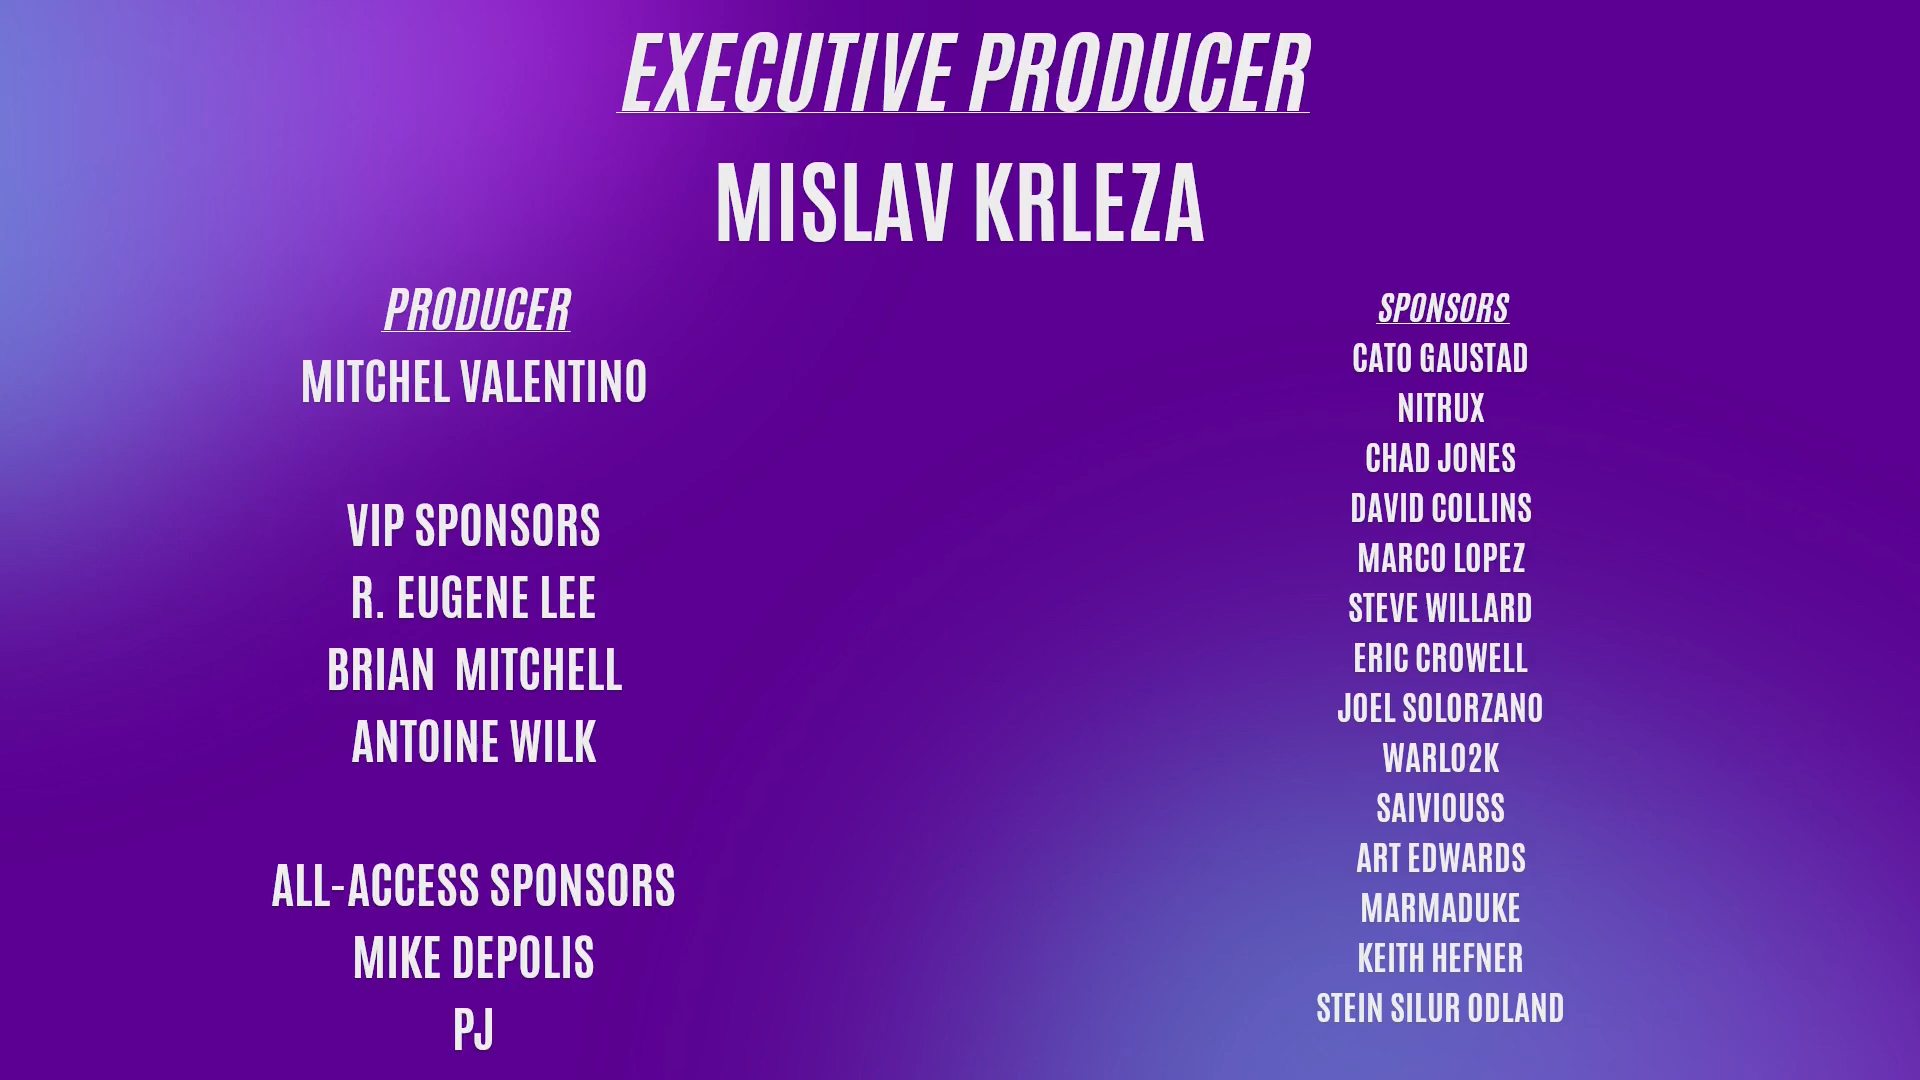 EXECUTIVE PRODUCER
MISLAV KRLEZA
PRODUCER
MITCHEL VALENTINO
VIP SPONSORS
R. EUGENE LEE
BRIAN  MITCHELL
ANTOINE WILK
ALL-ACCESS SPONSORS
MIKE DEPOLIS
PJ
SPONSORS
CATO GAUSTAD
NITRUX
CHAD JONES
DAVID COLLINS
MARCO LOPEZ
STEVE WILLARD
ERIC CROWELL
JOEL SOLORZANO
WARLO2K
SAIVIOUSS
ART EDWARDS
MARMADUKE
KEITH HEFNER
STEIN SILUR ODLAND